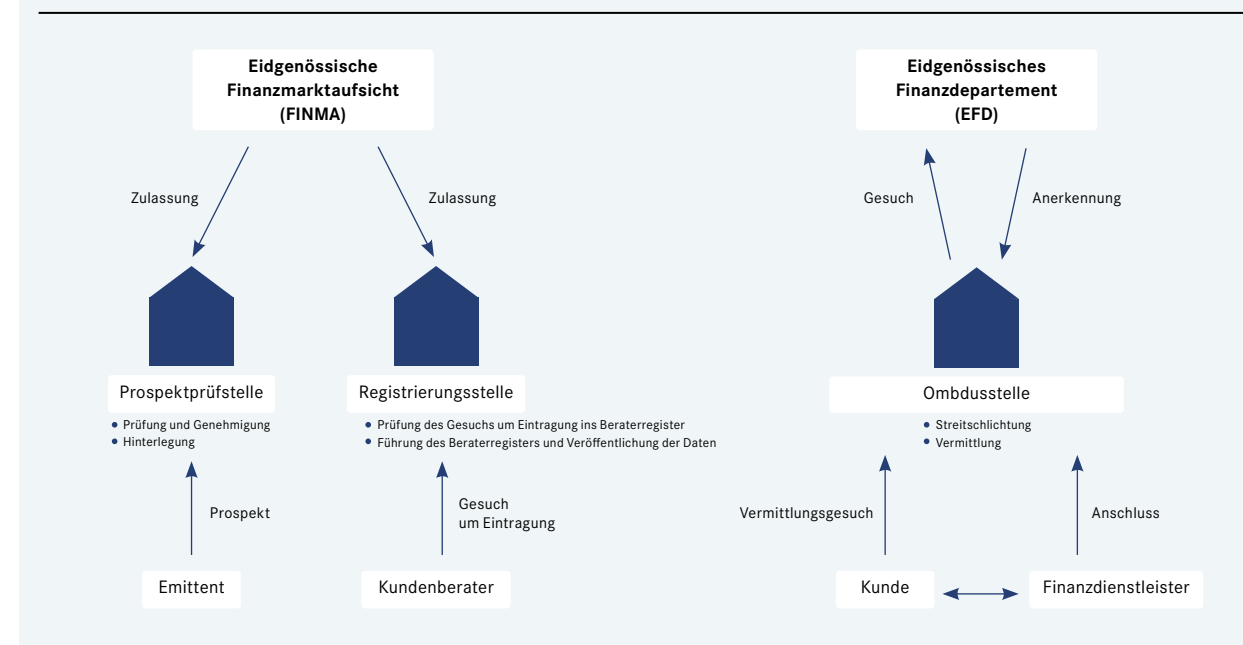 Eidgenössische
Finanzmarktaufsicht
(FINMA)
Eidgenössisches
Finanzdepartement
(EFD)
Zulassung
Zulassung
Gesuch
Anerkennung
Prospektprüfstelle
Registrierungsstelle
Ombdusstelle
• Prüfung und Genehmigung
• Hinterlegung
• Prüfung des Gesuchs um Eintragung ins Beraterregister
• Führung des Beraterregisters und Veröffentlichung der Daten
• Streitschlichtung
• Vermittlung
Prospekt
Gesuch
um Eintragung
Vermittlungsgesuch
Anschluss
Emittent
Kundenberater
Kunde
Finanzdienstleister